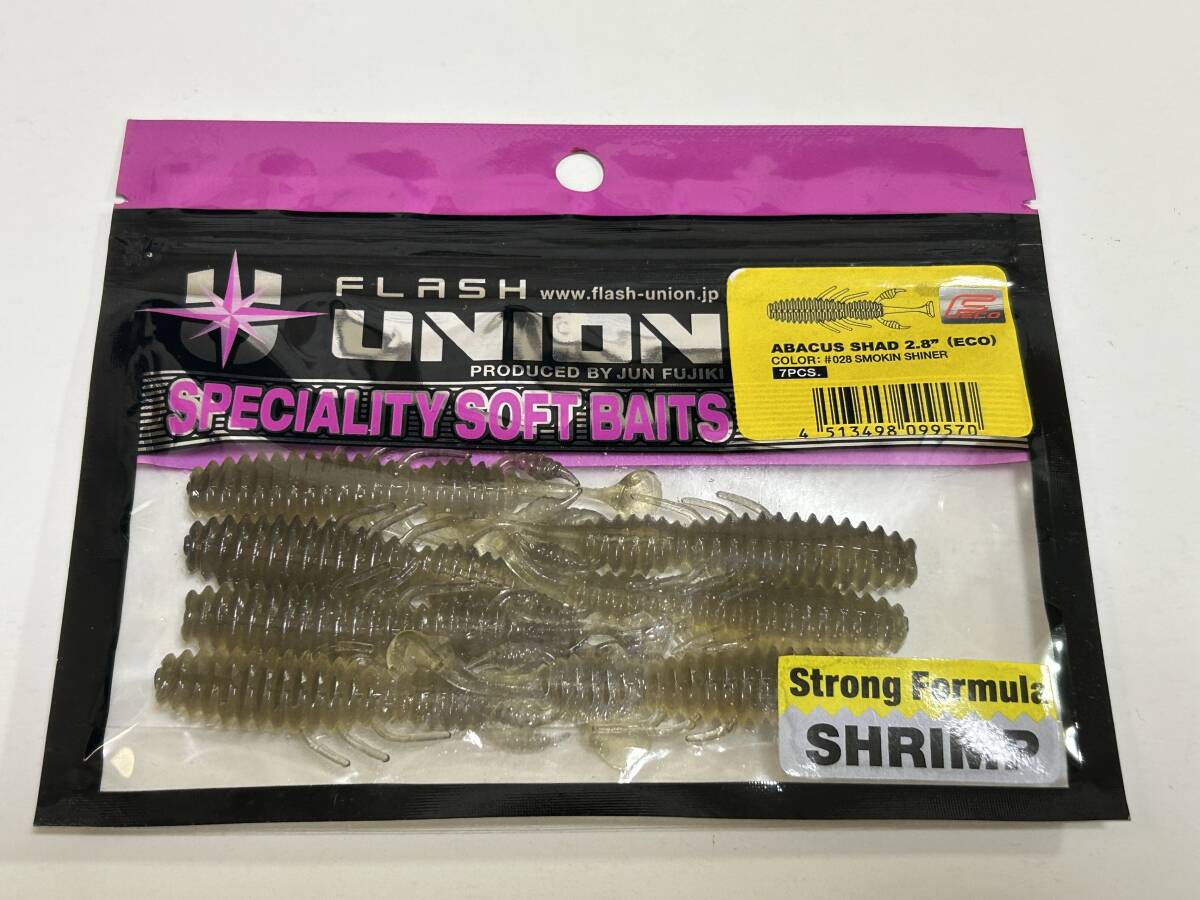 FLASH www.flash-union.jp
UNION
PRODUCED BY JUN FUJIKI
SPECIALITY SOFT BAITS
Feco
ABACUS SHAD 2.8" (ECO)
COLOR: #028 SMOKIN SHINER
7PCS.
4 513498 099570
Strong Formula
SHRIMP